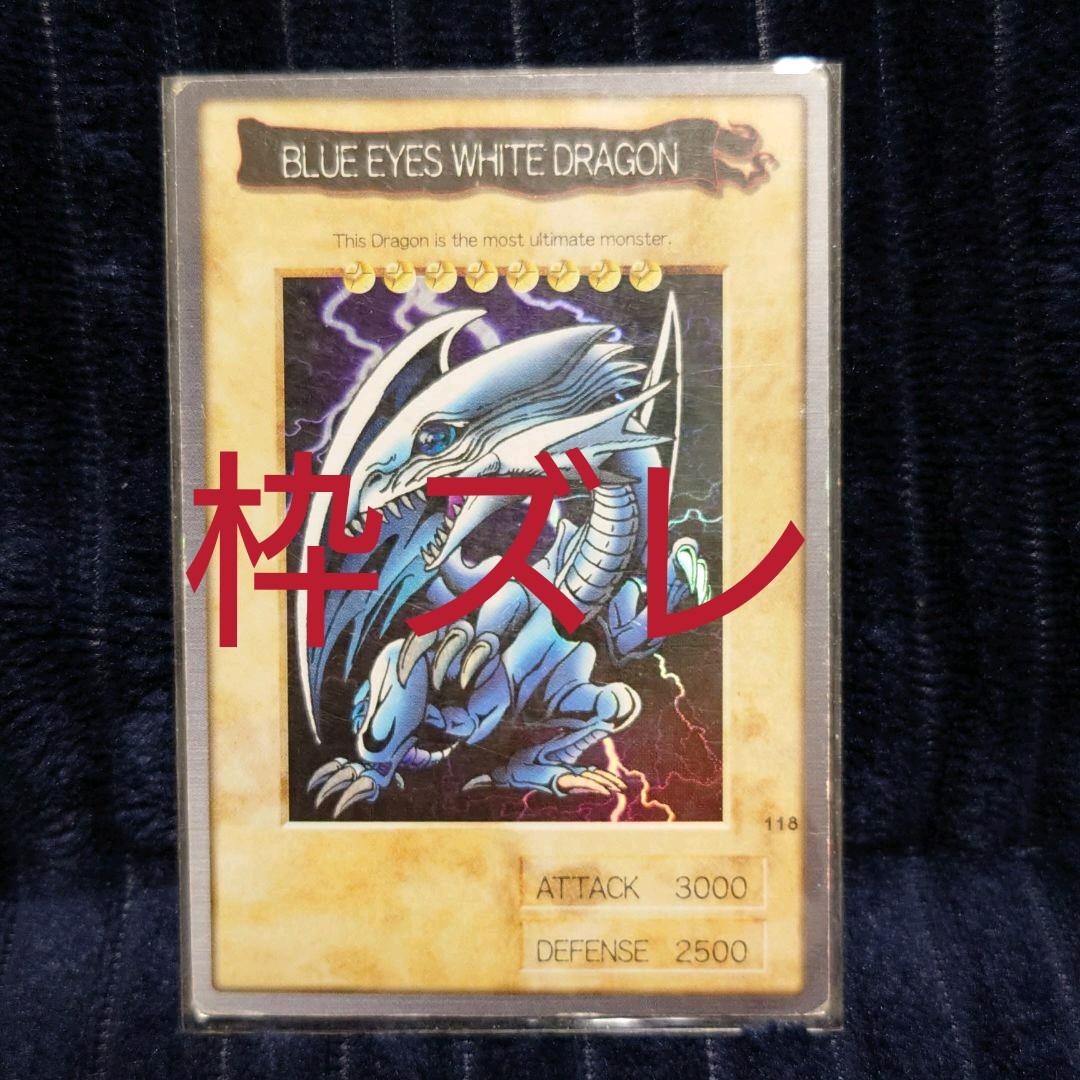 BLUE EYES WHITE DRAGON
This Dragon is the most ultimate monster.
枠ズレ
118
ATTACK 3000
DEFENSE 2500